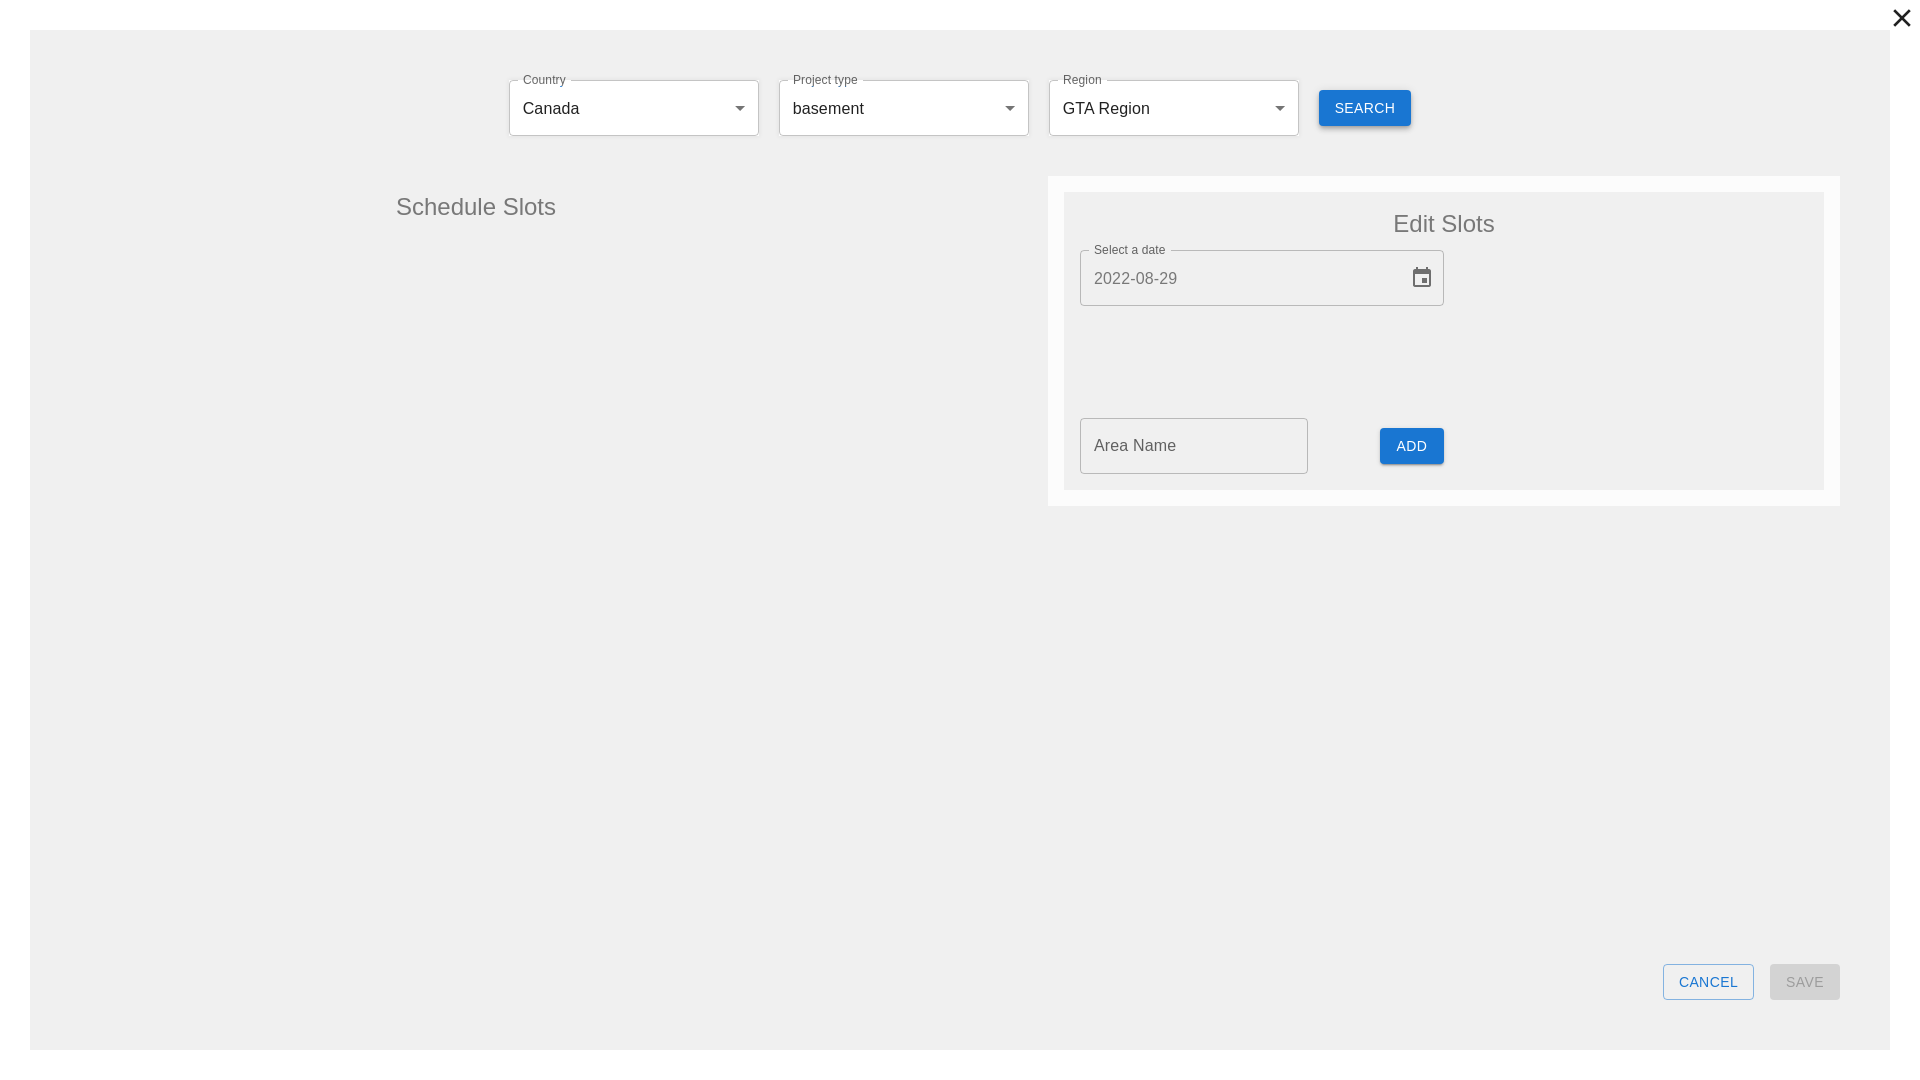 Country
Canada
Project type
basement
Region
GTA Region
SEARCH
Schedule Slots
Edit Slots
Select a date
2022-08-29
Area Name
ADD
CANCEL
SAVE